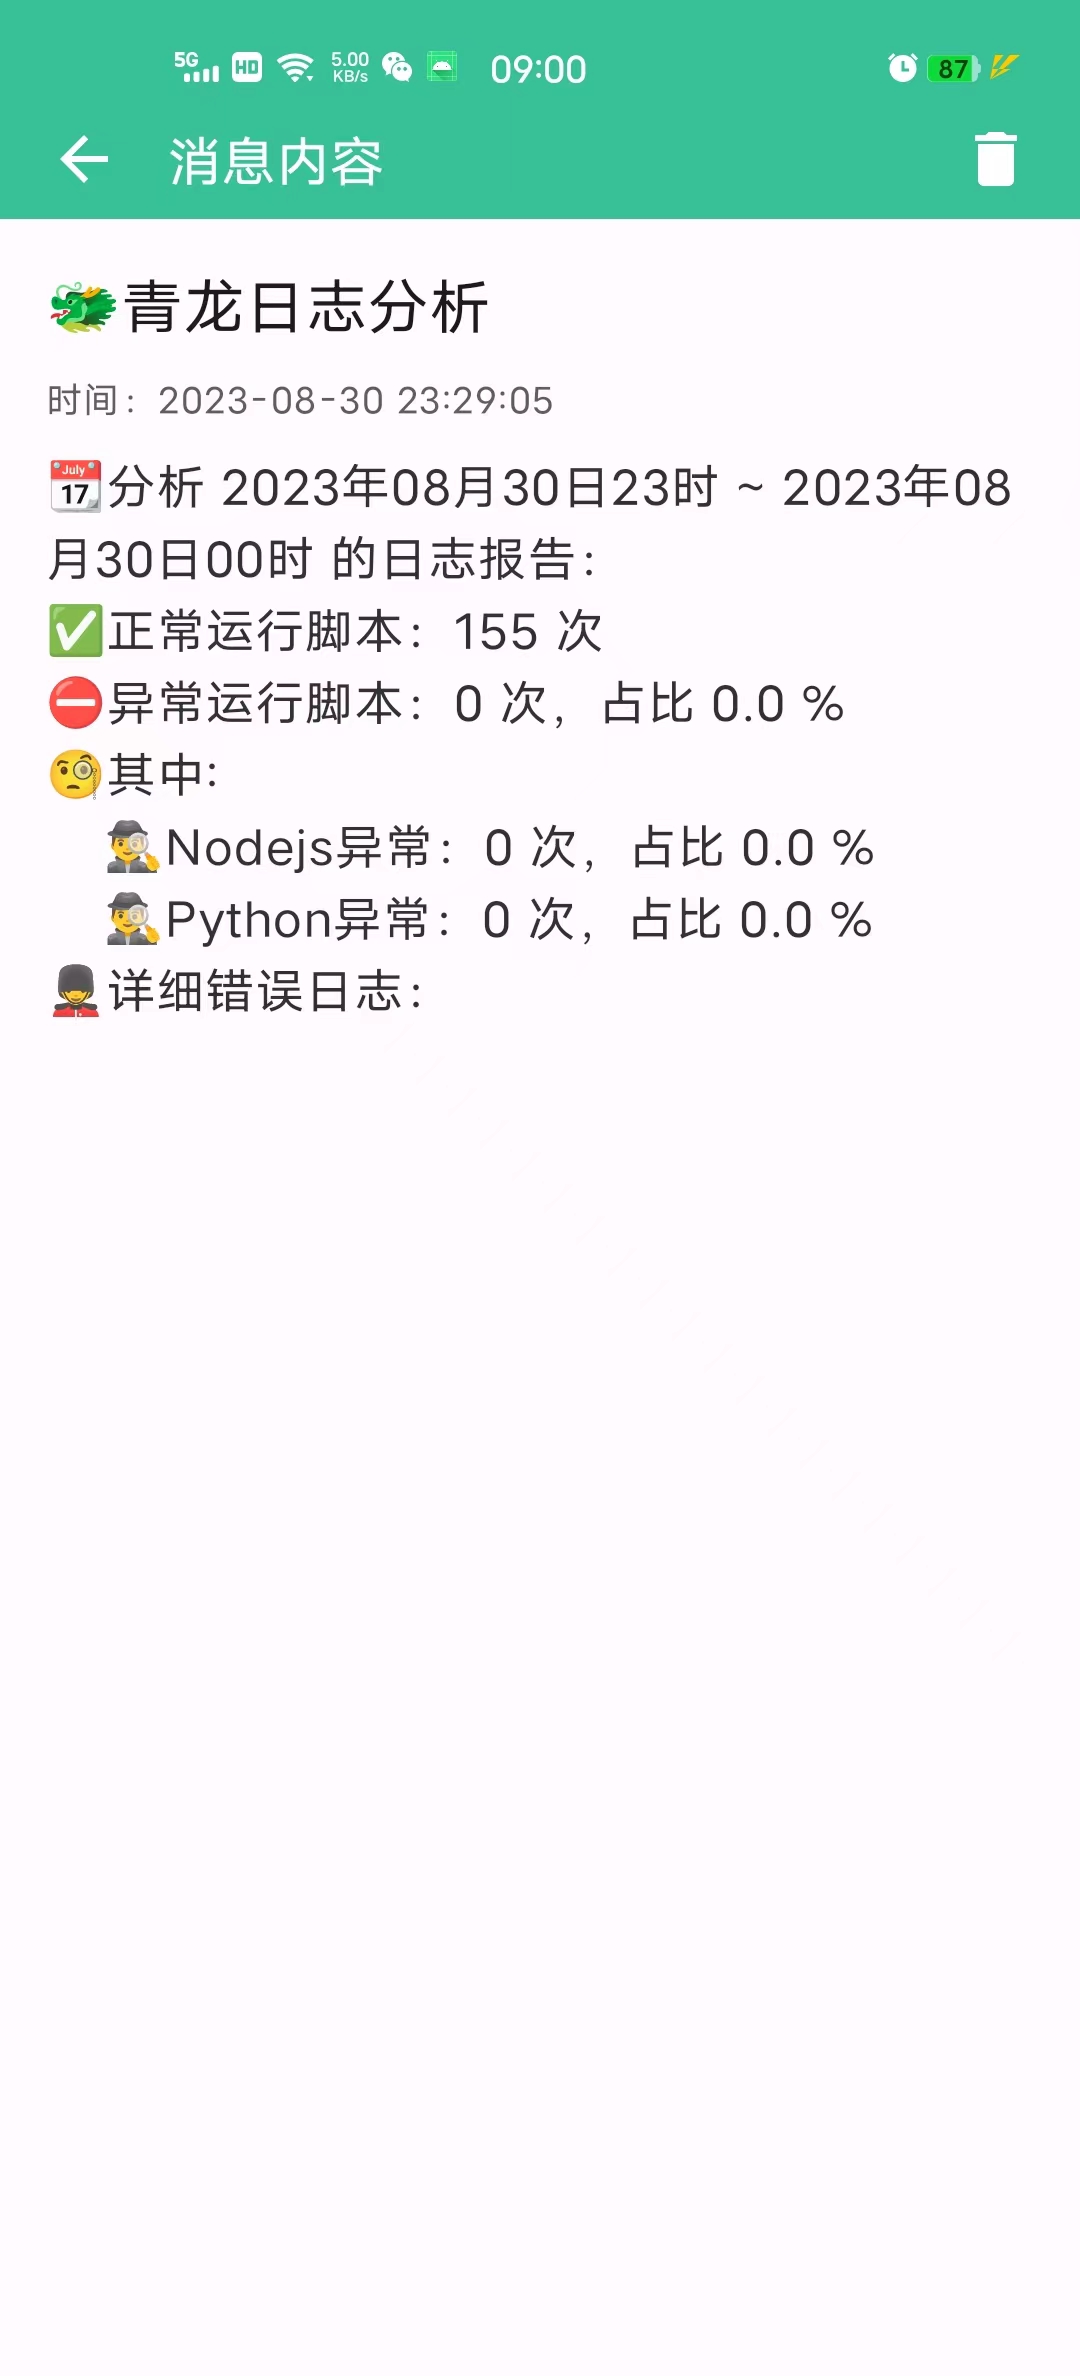 5G HD 5.00 KB/s 09:00 87
消息内容
🐲青龙日志分析
时间：2023-08-30 23:29:05
📆分析 2023年08月30日23时 ~ 2023年08
月30日00时 的日志报告：
✅正常运行脚本：155 次
⛔异常运行脚本：0 次，占比 0.0 %
🧐其中:
🕵️Nodejs异常：0 次，占比 0.0 %
🕵️Python异常：0 次，占比 0.0 %
💂详细错误日志：